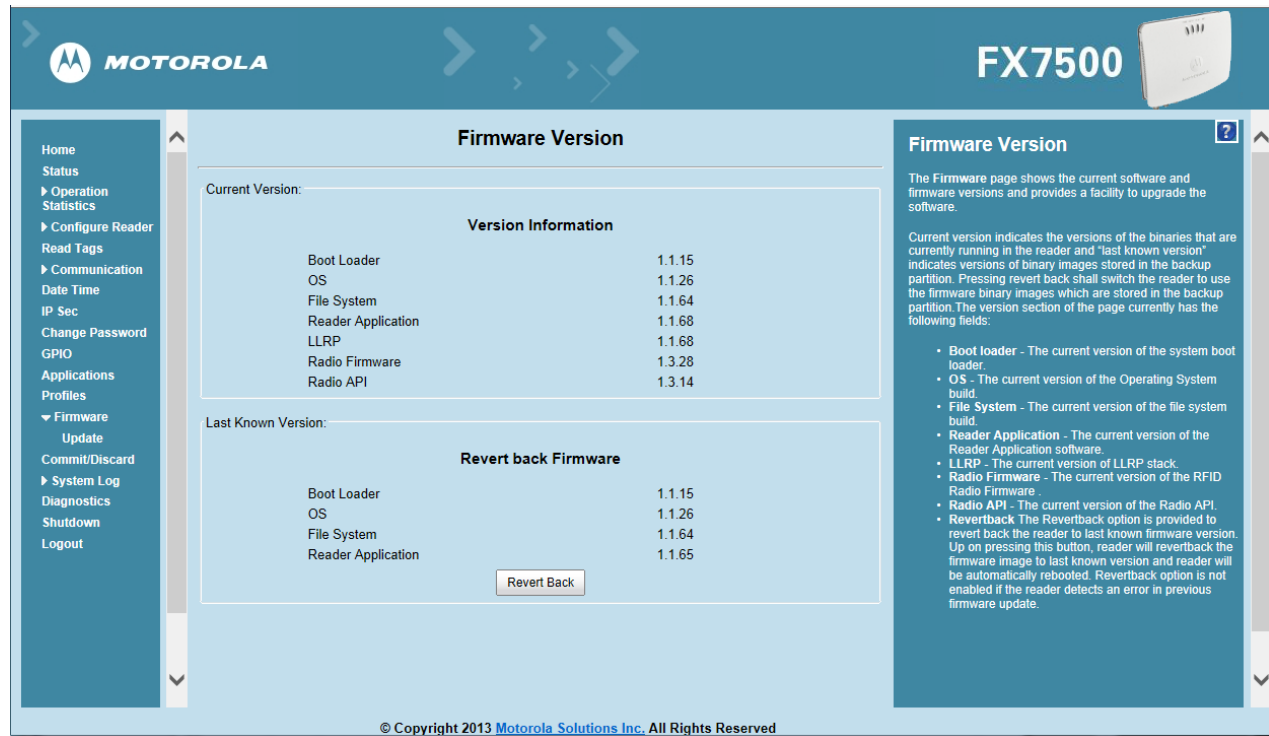 MOTOROLA
FX7500
Home
Status
Operation
Statistics
Configure Reader
Read Tags
Communication
Date Time
IP Sec
Change Password
GPIO
Applications
Profiles
Firmware
Update
Commit/Discard
System Log
Diagnostics
Shutdown
Logout
Firmware Version
Current Version:
Version Information
Boot Loader 1.1.15
OS 1.1.26
File System 1.1.64
Reader Application 1.1.68
LLRP 1.1.68
Radio Firmware 1.3.28
Radio API 1.3.14
Last Known Version:
Revert back Firmware
Boot Loader 1.1.15
OS 1.1.26
File System 1.1.64
Reader Application 1.1.65
Revert Back
?
Firmware Version
The Firmware page shows the current software and
firmware versions and provides a facility to upgrade the
software.
Current version indicates the versions of the binaries that are
currently running in the reader and "last known version"
indicates versions of binary images stored in the backup
partition. Pressing revert back shall switch the reader to use
the firmware binary images which are stored in the backup
partition.The version section of the page currently has the
following fields:
• Boot loader - The current version of the system boot
loader.
• OS - The current version of the Operating System
build.
• File System - The current version of the file system
build.
• Reader Application - The current version of the
Reader Application software.
• LLRP - The current version of LLRP stack.
• Radio Firmware - The current version of the RFID
Radio Firmware .
• Radio API - The current version of the Radio API.
• Revertback The Revertback option is provided to
revert back the reader to last known firmware version.
Up on pressing this button, reader will revertback the
firmware image to last known version and reader will
be automatically rebooted. Revertback option is not
enabled if the reader detects an error in previous
firmware update.
© Copyright 2013 Motorola Solutions Inc. All Rights Reserved